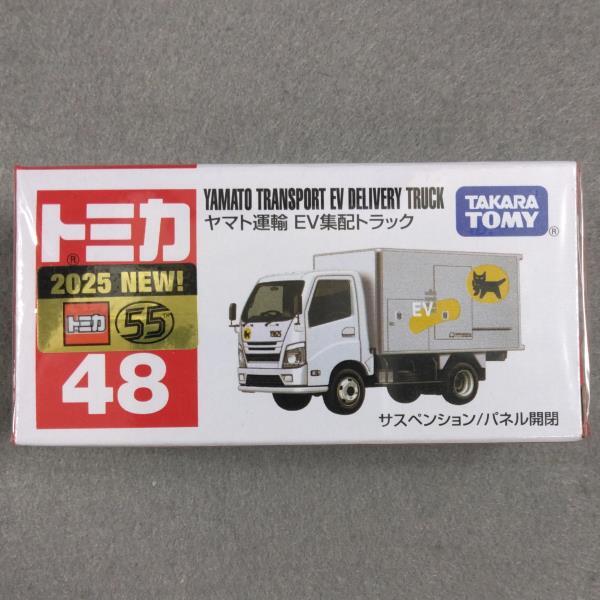 トミカ
®
2025 NEW!
トミカ 55TM
48
YAMATO TRANSPORT EV DELIVERY TRUCK
ヤマト運輸 EV集配トラック
TAKARA
TOMY®
EV
サスペンション/パネル開閉